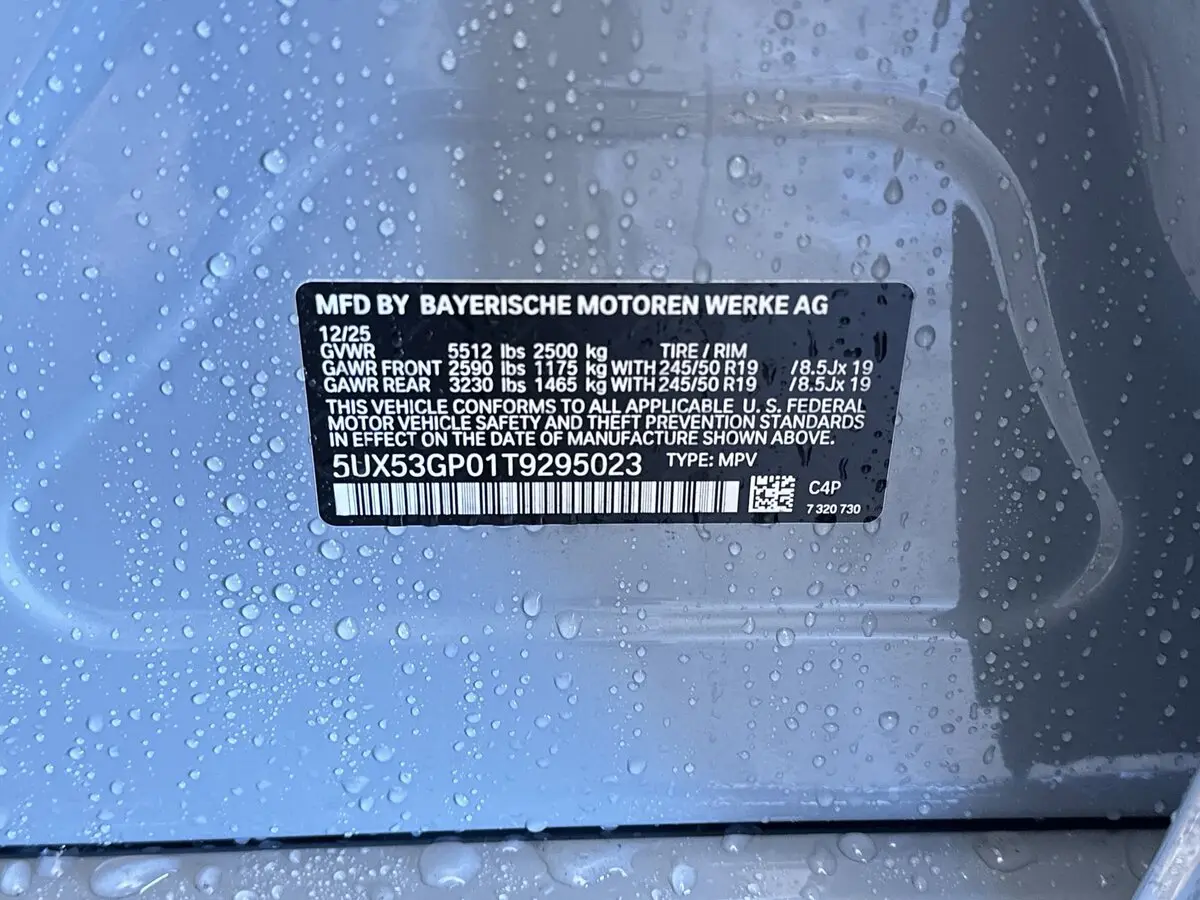 MFD BY BAYERISCHE MOTOREN WERKE AG
12/25
GVWR 5512 lbs 2500 kg TIRE / RIM
GAWR FRONT 2590 lbs 1175 kg WITH 245/50 R19 /8.5Jx 19
GAWR REAR 3230 lbs 1465 kg WITH 245/50 R19 /8.5Jx 19
THIS VEHICLE CONFORMS TO ALL APPLICABLE U. S. FEDERAL
MOTOR VEHICLE SAFETY AND THEFT PREVENTION STANDARDS
IN EFFECT ON THE DATE OF MANUFACTURE SHOWN ABOVE.
5UX53GP01T9295023 TYPE: MPV
C4P
7 320 730